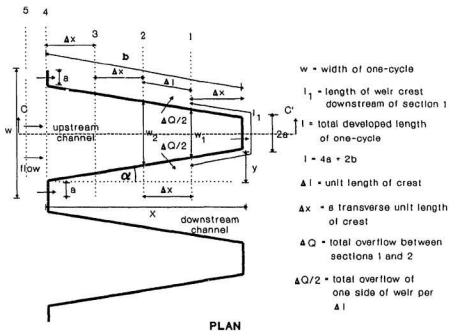 5 4 3 2 1
Δx
b
Δx
Δl
Δx
a
l₁
C
C'
w
ΔQ/2
upstream
channel
w₂
w₁
2a
ΔQ/2
flow
α
y
a
Δx
X
downstream
channel
PLAN
w = width of one-cycle
l₁ = length of weir crest
downstream of section 1
l = total developed length
of one-cycle
l = 4a + 2b
Δl = unit length of crest
Δx = a transverse unit length
of crest
ΔQ = total overflow between
sections 1 and 2
ΔQ/2 = total overflow of
one side of weir per
Δl